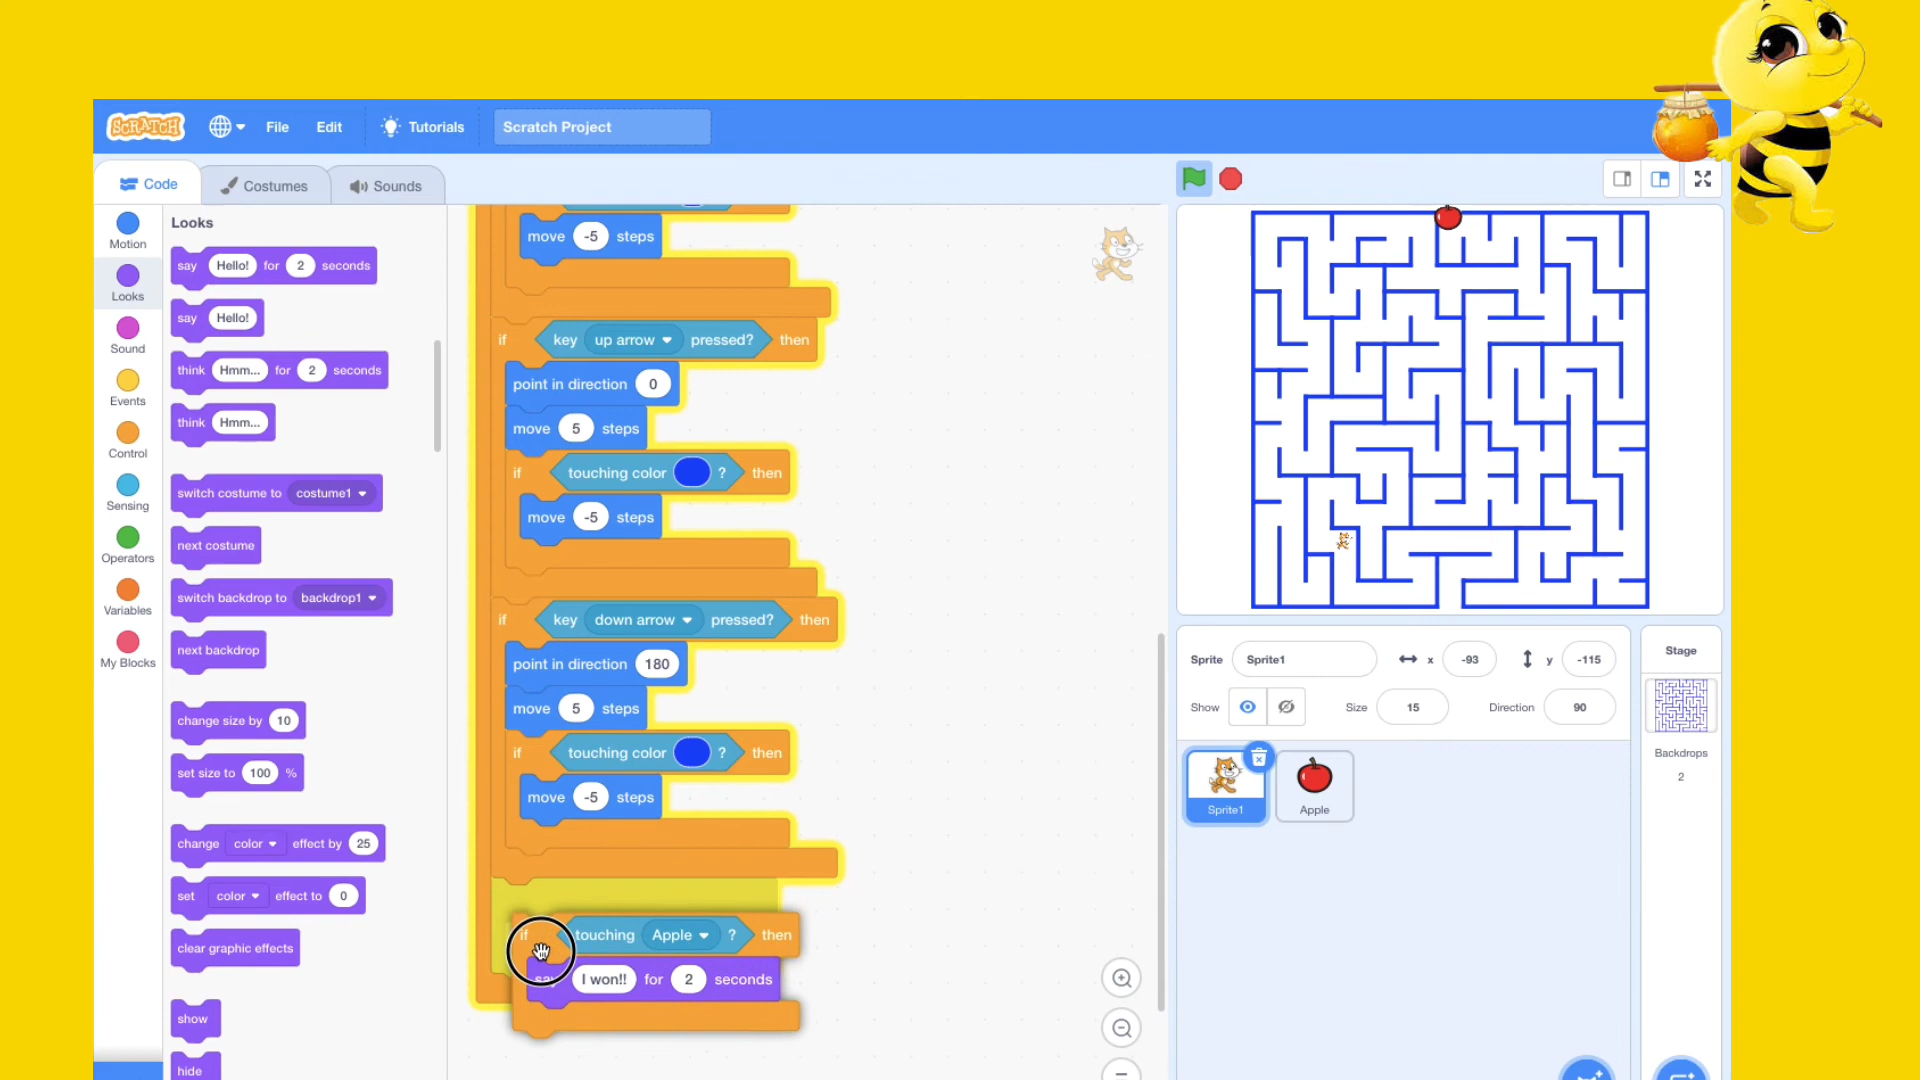 SCRATCH
File
Edit
Tutorials
Scratch Project
Code
Costumes
Sounds
Motion
Looks
Sound
Events
Control
Sensing
Operators
Variables
My Blocks
Looks
say Hello! for 2 seconds
say Hello!
think Hmm... for 2 seconds
think Hmm...
switch costume to costume1
next costume
switch backdrop to backdrop1
next backdrop
change size by 10
set size to 100 %
change color effect by 25
set color effect to 0
clear graphic effects
show
hide
move -5 steps
if key up arrow pressed? then
point in direction 0
move 5 steps
if touching color ? then
move -5 steps
if key down arrow pressed? then
point in direction 180
move 5 steps
if touching color ? then
move -5 steps
if touching Apple ? then
say I won!! for 2 seconds
Sprite Sprite1 x -93 y -115
Show Size 15 Direction 90
Sprite1
Apple
Stage
Backdrops
2